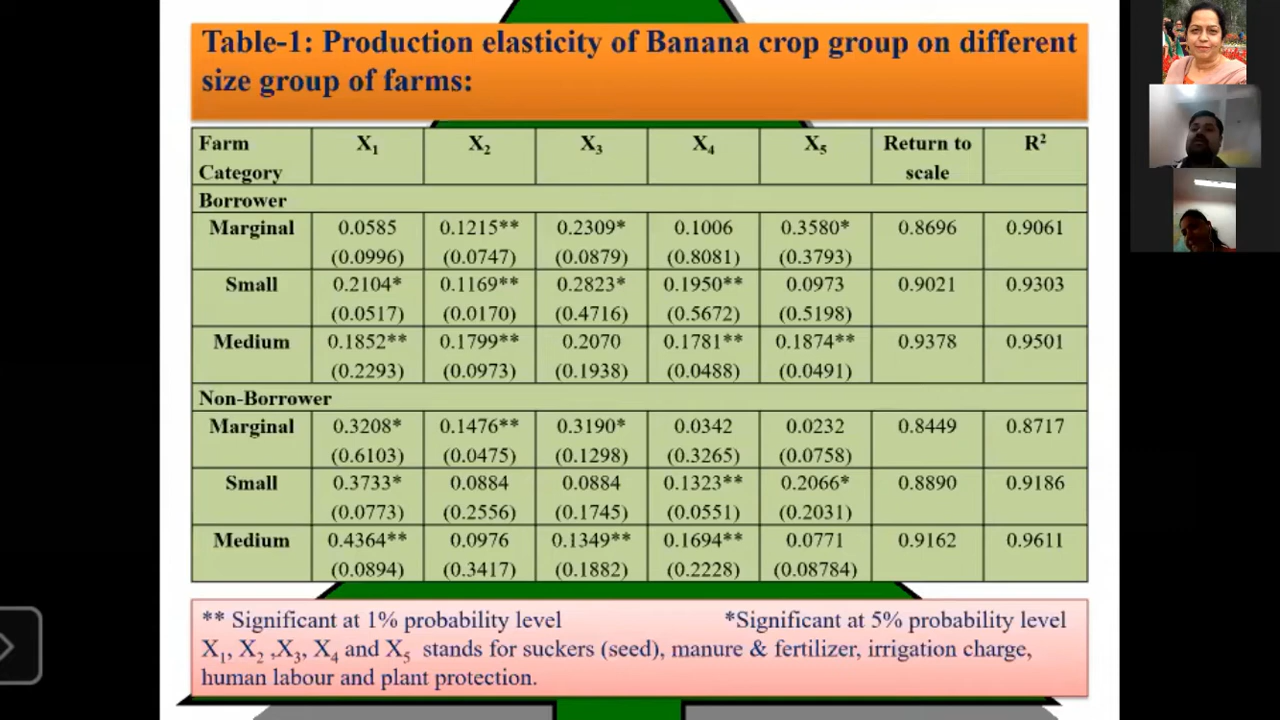 Table-1: Production elasticity of Banana crop group on different
size group of farms:
Farm Category X1 X2 X3 X4 X5 Return to scale R²
Borrower
Marginal 0.0585 0.1215** 0.2309* 0.1006 0.3580* 0.8696 0.9061
(0.0996) (0.0747) (0.0879) (0.8081) (0.3793)
Small 0.2104* 0.1169** 0.2823* 0.1950** 0.0973 0.9021 0.9303
(0.0517) (0.0170) (0.4716) (0.5672) (0.5198)
Medium 0.1852** 0.1799** 0.2070 0.1781** 0.1874** 0.9378 0.9501
(0.2293) (0.0973) (0.1938) (0.0488) (0.0491)
Non-Borrower
Marginal 0.3208* 0.1476** 0.3190* 0.0342 0.0232 0.8449 0.8717
(0.6103) (0.0475) (0.1298) (0.3265) (0.0758)
Small 0.3733* 0.0884 0.0884 0.1323** 0.2066* 0.8890 0.9186
(0.0773) (0.2556) (0.1745) (0.0551) (0.2031)
Medium 0.4364** 0.0976 0.1349** 0.1694** 0.0771 0.9162 0.9611
(0.0894) (0.3417) (0.1882) (0.2228) (0.08784)
** Significant at 1% probability level *Significant at 5% probability level
X1, X2 ,X3, X4 and X5 stands for suckers (seed), manure & fertilizer, irrigation charge,
human labour and plant protection.